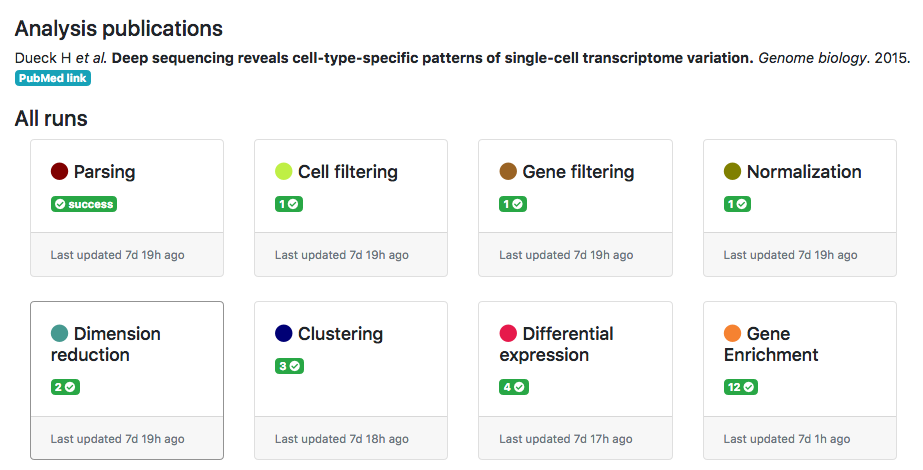 Analysis publications
Dueck H et al. Deep sequencing reveals cell-type-specific patterns of single-cell transcriptome variation. Genome biology. 2015.
PubMed link
All runs
Parsing
success
Last updated 7d 19h ago
Cell filtering
1
Last updated 7d 19h ago
Gene filtering
1
Last updated 7d 19h ago
Normalization
1
Last updated 7d 19h ago
Dimension
reduction
2
Last updated 7d 19h ago
Clustering
3
Last updated 7d 18h ago
Differential
expression
4
Last updated 7d 17h ago
Gene
Enrichment
12
Last updated 7d 1h ago